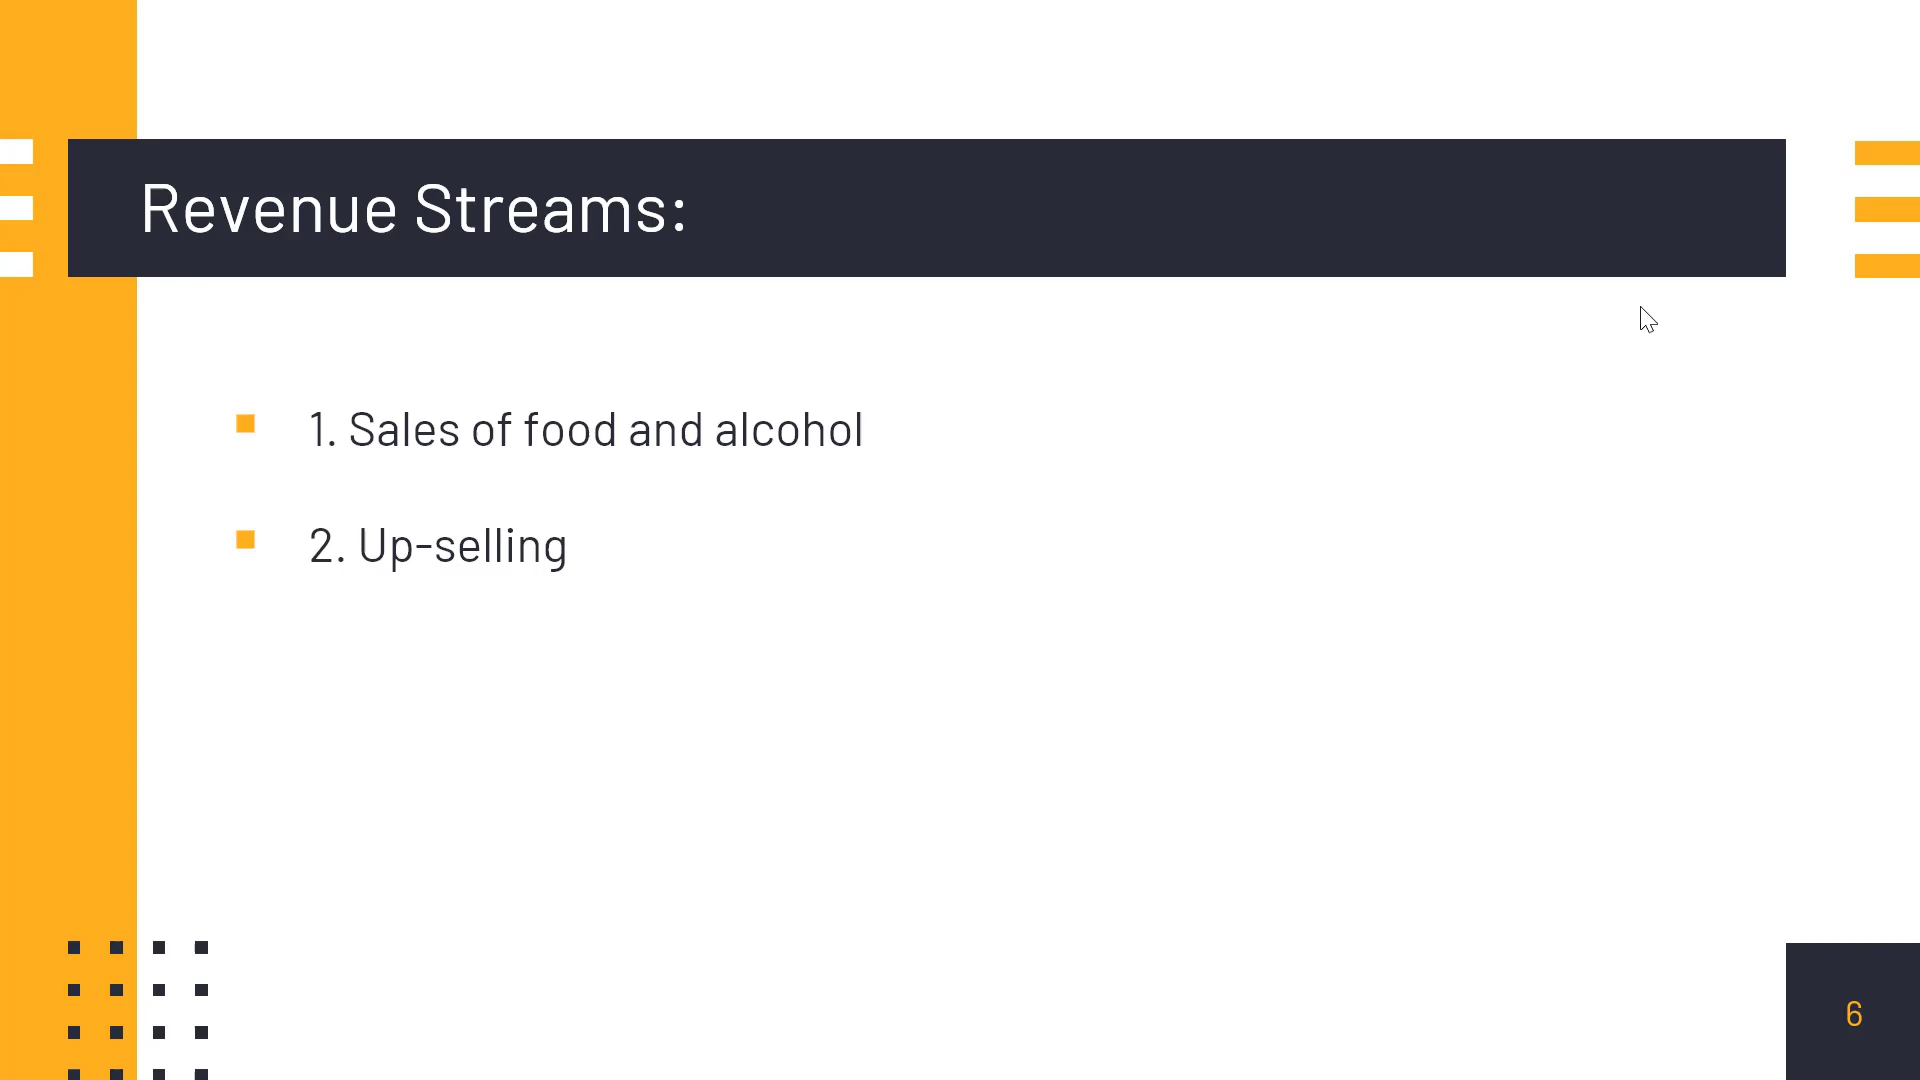 Revenue Streams:
1. Sales of food and alcohol
2. Up-selling
6